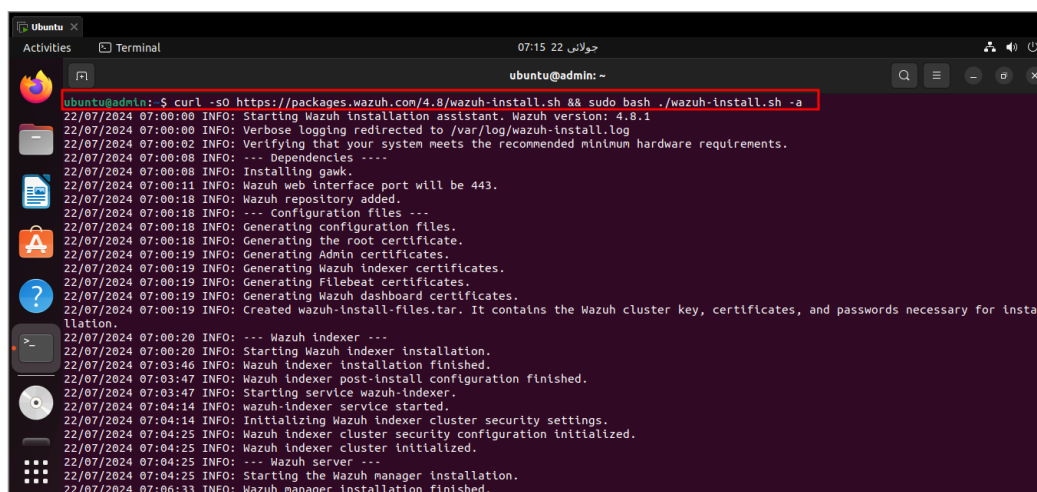 Ubuntu
Activities Terminal 07:15 22 جولائی
ubuntu@admin: ~
ubuntu@admin:~$ curl -sO https://packages.wazuh.com/4.8/wazuh-install.sh && sudo bash ./wazuh-install.sh -a
22/07/2024 07:00:00 INFO: Starting Wazuh installation assistant. Wazuh version: 4.8.1
22/07/2024 07:00:00 INFO: Verbose logging redirected to /var/log/wazuh-install.log
22/07/2024 07:00:02 INFO: Verifying that your system meets the recommended minimum hardware requirements.
22/07/2024 07:00:08 INFO: --- Dependencies ----
22/07/2024 07:00:08 INFO: Installing gawk.
22/07/2024 07:00:11 INFO: Wazuh web interface port will be 443.
22/07/2024 07:00:18 INFO: Wazuh repository added.
22/07/2024 07:00:18 INFO: --- Configuration files ---
22/07/2024 07:00:18 INFO: Generating configuration files.
22/07/2024 07:00:18 INFO: Generating the root certificate.
22/07/2024 07:00:19 INFO: Generating Admin certificates.
22/07/2024 07:00:19 INFO: Generating Wazuh indexer certificates.
22/07/2024 07:00:19 INFO: Generating Filebeat certificates.
22/07/2024 07:00:19 INFO: Generating Wazuh dashboard certificates.
22/07/2024 07:00:19 INFO: Created wazuh-install-files.tar. It contains the Wazuh cluster key, certificates, and passwords necessary for insta
llation.
22/07/2024 07:00:20 INFO: --- Wazuh indexer ---
22/07/2024 07:00:20 INFO: Starting Wazuh indexer installation.
22/07/2024 07:03:46 INFO: Wazuh indexer installation finished.
22/07/2024 07:03:47 INFO: Wazuh indexer post-install configuration finished.
22/07/2024 07:03:47 INFO: Starting service wazuh-indexer.
22/07/2024 07:04:14 INFO: wazuh-indexer service started.
22/07/2024 07:04:14 INFO: Initializing Wazuh indexer cluster security settings.
22/07/2024 07:04:25 INFO: Wazuh indexer cluster security configuration initialized.
22/07/2024 07:04:25 INFO: Wazuh indexer cluster initialized.
22/07/2024 07:04:25 INFO: --- Wazuh server ---
22/07/2024 07:04:25 INFO: Starting the Wazuh manager installation.
22/07/2024 07:06:33 INFO: Wazuh manager installation finished.